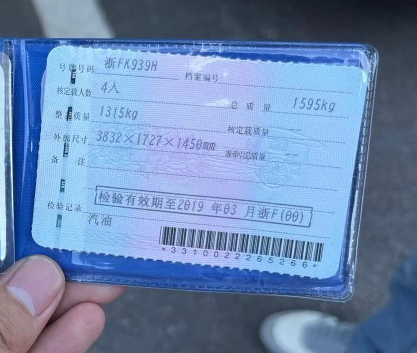 号牌号码 浙FK939H 档案编号
核定载人数 4人 总质量 1595kg
整备质量 1315kg 核定载质量
外廓尺寸 3832×1727×1450mm 准牵引总质量
备注
检验有效期至2019年03月浙F(00)
检验记录
汽油
*3310022265266*